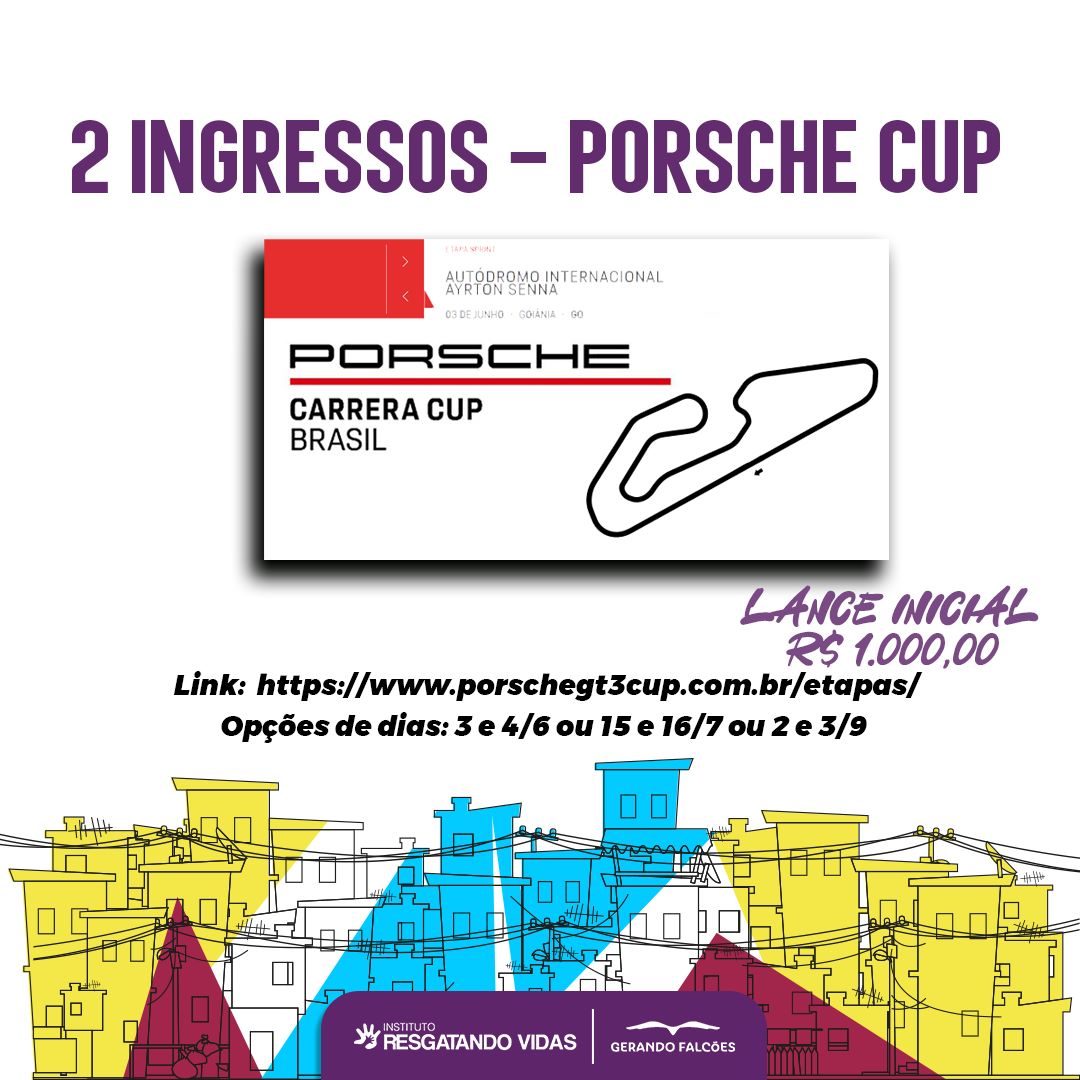 2 INGRESSOS – PORSCHE CUP
ETAPA SPRINT
AUTÓDROMO INTERNACIONAL
AYRTON SENNA
03 DE JUNHO · GOIÂNIA · GO
PORSCHE
CARRERA CUP
BRASIL
LANCE INICIAL
R$ 1.000,00
Link: https://www.porschegt3cup.com.br/etapas/
Opções de dias: 3 e 4/6 ou 15 e 16/7 ou 2 e 3/9
INSTITUTO
RESGATANDO VIDAS
GERANDO FALCÕES